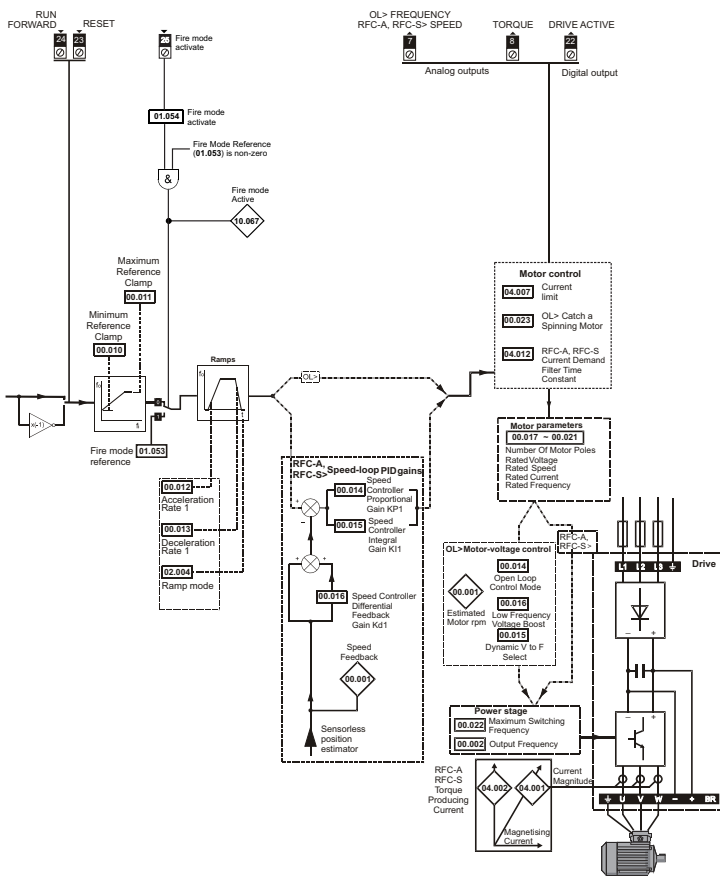 RUN
FORWARD
RESET
24
23
25
Fire mode
activate
01.054
Fire mode
activate
Fire Mode Reference
(01.053) is non-zero
&
Fire mode
Active
10.067
OL> FREQUENCY
RFC-A, RFC-S> SPEED
TORQUE
DRIVE ACTIVE
7
8
22
Analog outputs
Digital output
Maximum
Reference
Clamp
00.011
Minimum
Reference
Clamp
00.010
x(-1)
Fire mode
reference
01.053
Ramps
OL>
00.012
Acceleration
Rate 1
00.013
Deceleration
Rate 1
02.004
Ramp mode
RFC-A,
RFC-S>
Speed-loop PID gains
00.014
Speed
Controller
Proportional
Gain KP1
00.015
Speed
Controller
Integral
Gain KI1
00.016
Speed Controller
Differential
Feedback
Gain Kd1
Speed
Feedback
00.001
Sensorless
position
estimator
Motor control
04.007
Current
limit
00.023
OL> Catch a
Spinning Motor
04.012
RFC-A, RFC-S
Current Demand
Filter Time
Constant
Motor parameters
00.017 ~ 00.021
Number Of Motor Poles
Rated Voltage
Rated Speed
Rated Current
Rated Frequency
RFC-A,
RFC-S >
OL> Motor-voltage control
00.014
Open Loop
Control Mode
00.001
Estimated
Motor rpm
00.016
Low Frequency
Voltage Boost
00.015
Dynamic V to F
Select
Power stage
00.022
Maximum Switching
Frequency
00.002
Output Frequency
RFC-A
RFC-S
Torque
Producing
Current
04.002
04.001
Current
Magnitude
Magnetising
Current
L1 L2 L3
Drive
– +
– +
U V W – + BR